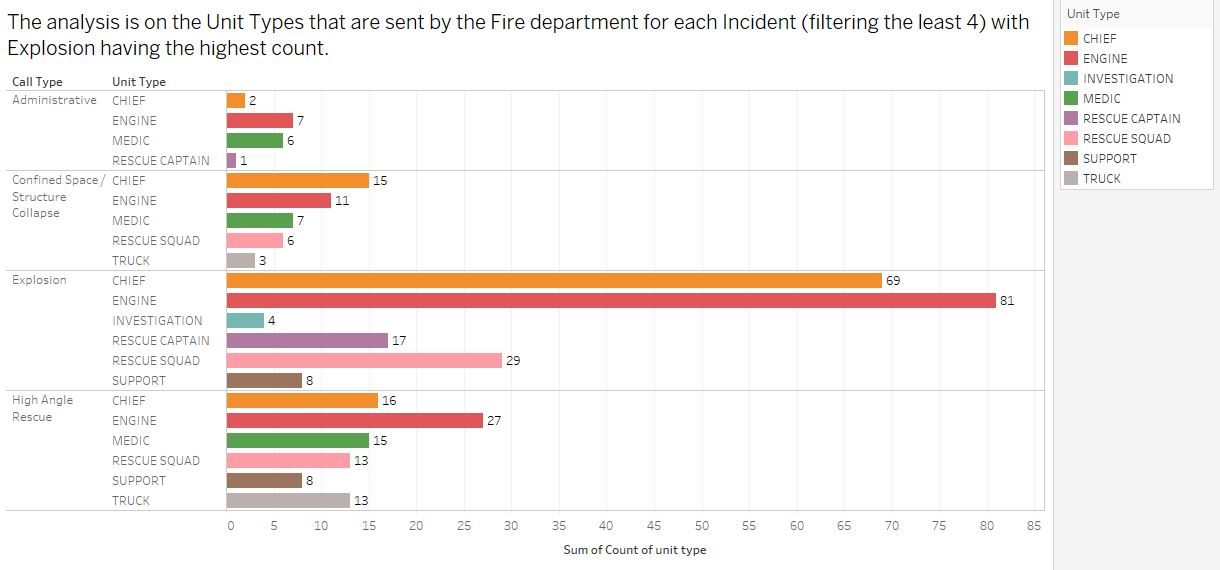 The analysis is on the Unit Types that are sent by the Fire department for each Incident (filtering the least 4) with
Explosion having the highest count.
Call Type Unit Type
Administrative CHIEF 2
ENGINE 7
MEDIC 6
RESCUE CAPTAIN 1
Confined Space / CHIEF 15
Structure ENGINE 11
Collapse MEDIC 7
RESCUE SQUAD 6
TRUCK 3
Explosion CHIEF 69
ENGINE 81
INVESTIGATION 4
RESCUE CAPTAIN 17
RESCUE SQUAD 29
SUPPORT 8
High Angle CHIEF 16
Rescue ENGINE 27
MEDIC 15
RESCUE SQUAD 13
SUPPORT 8
TRUCK 13
0 5 10 15 20 25 30 35 40 45 50 55 60 65 70 75 80 85
Sum of Count of unit type
Unit Type
CHIEF
ENGINE
INVESTIGATION
MEDIC
RESCUE CAPTAIN
RESCUE SQUAD
SUPPORT
TRUCK